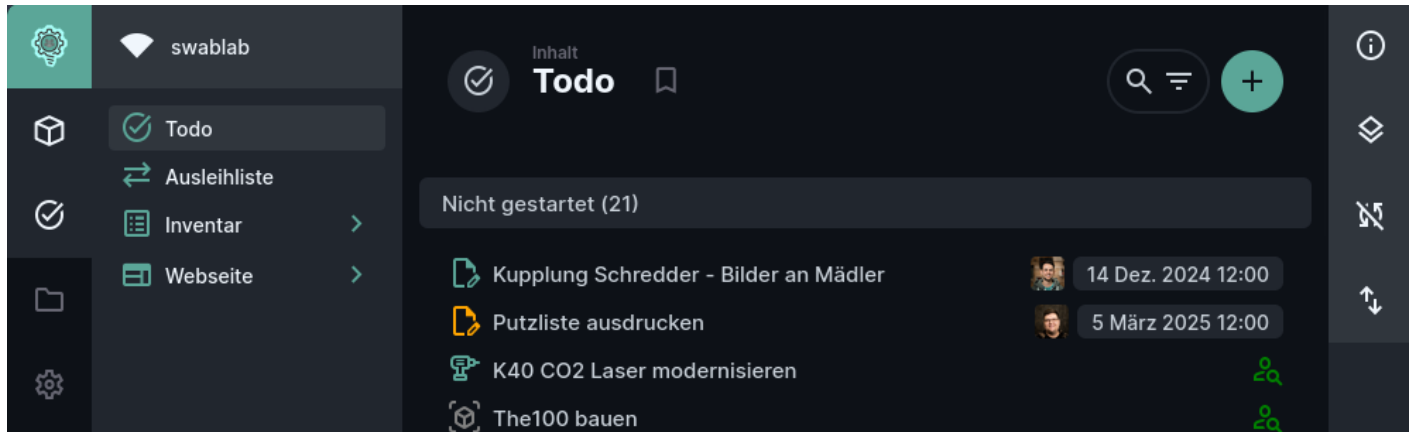 swablab
Todo
Ausleihliste
Inventar
Webseite
Inhalt
Todo
Nicht gestartet (21)
Kupplung Schredder - Bilder an Mädler 14 Dez. 2024 12:00
Putzliste ausdrucken 5 März 2025 12:00
K40 CO2 Laser modernisieren
The100 bauen